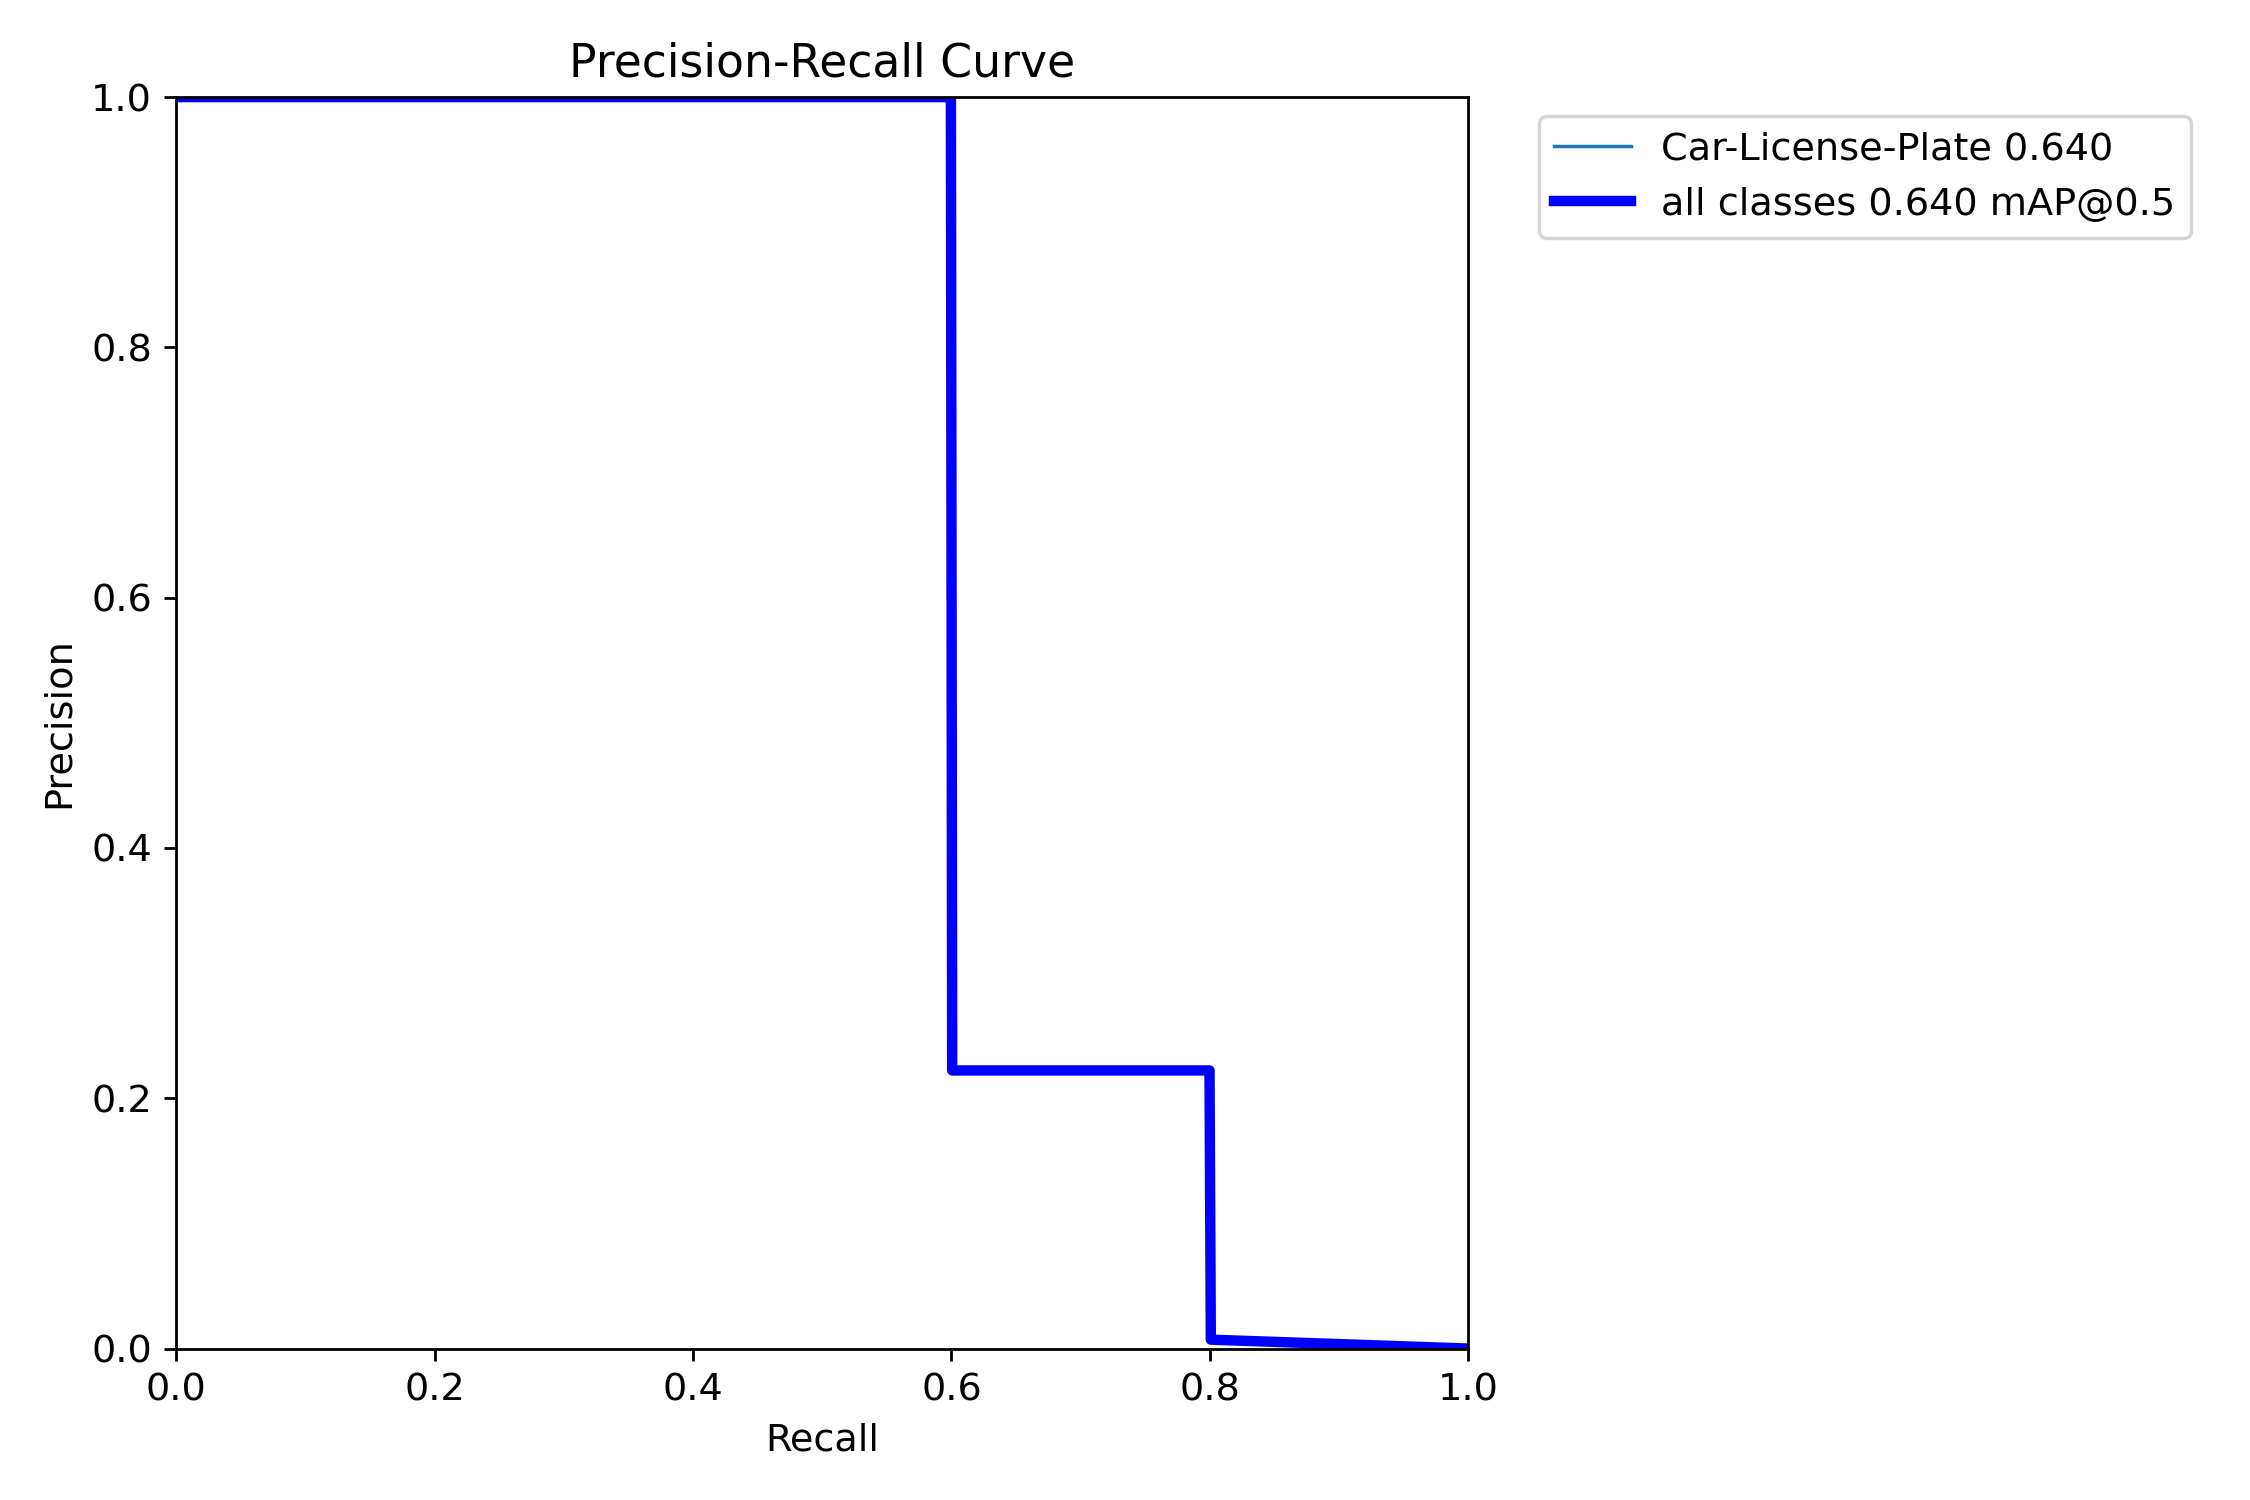 Precision-Recall Curve
1.0
0.8
0.6
0.4
0.2
0.0
Precision
0.0 0.2 0.4 0.6 0.8 1.0
Recall
Car-License-Plate 0.640
all classes 0.640 mAP@0.5